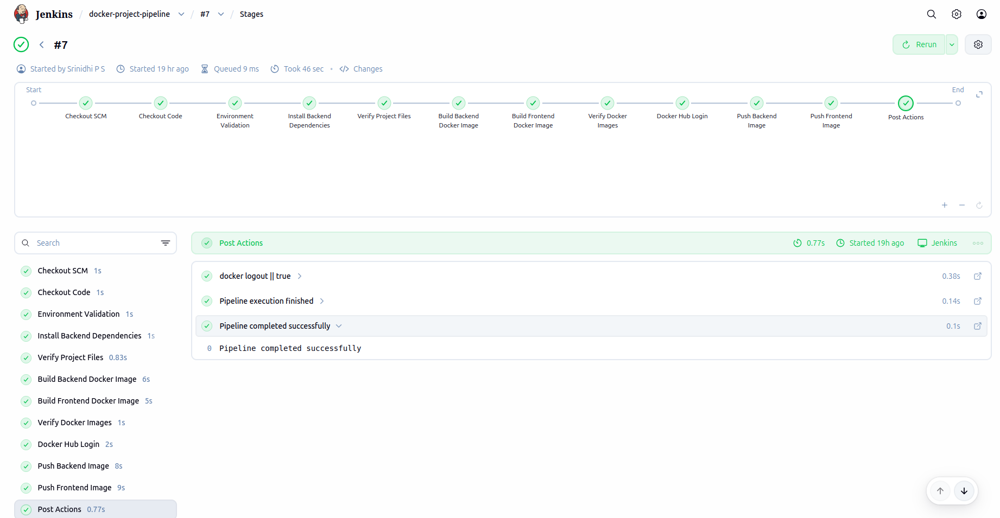 Jenkins / docker-project-pipeline / #7 / Stages
#7
Rerun
Started by Srinidhi P S Started 19 hr ago Queued 9 ms Took 46 sec • Changes
Start
End
Checkout SCM
Checkout Code
Environment
Validation
Install Backend
Dependencies
Verify Project Files
Build Backend
Docker Image
Build Frontend
Docker Image
Verify Docker
Images
Docker Hub Login
Push Backend
Image
Push Frontend
Image
Post Actions
Search
Checkout SCM 1s
Checkout Code 1s
Environment Validation 1s
Install Backend Dependencies 1s
Verify Project Files 0.83s
Build Backend Docker Image 6s
Build Frontend Docker Image 5s
Verify Docker Images 1s
Docker Hub Login 2s
Push Backend Image 8s
Push Frontend Image 9s
Post Actions 0.77s
Post Actions 0.77s Started 19h ago Jenkins
docker logout || true 0.38s
Pipeline execution finished 0.14s
Pipeline completed successfully 0.1s
0 Pipeline completed successfully